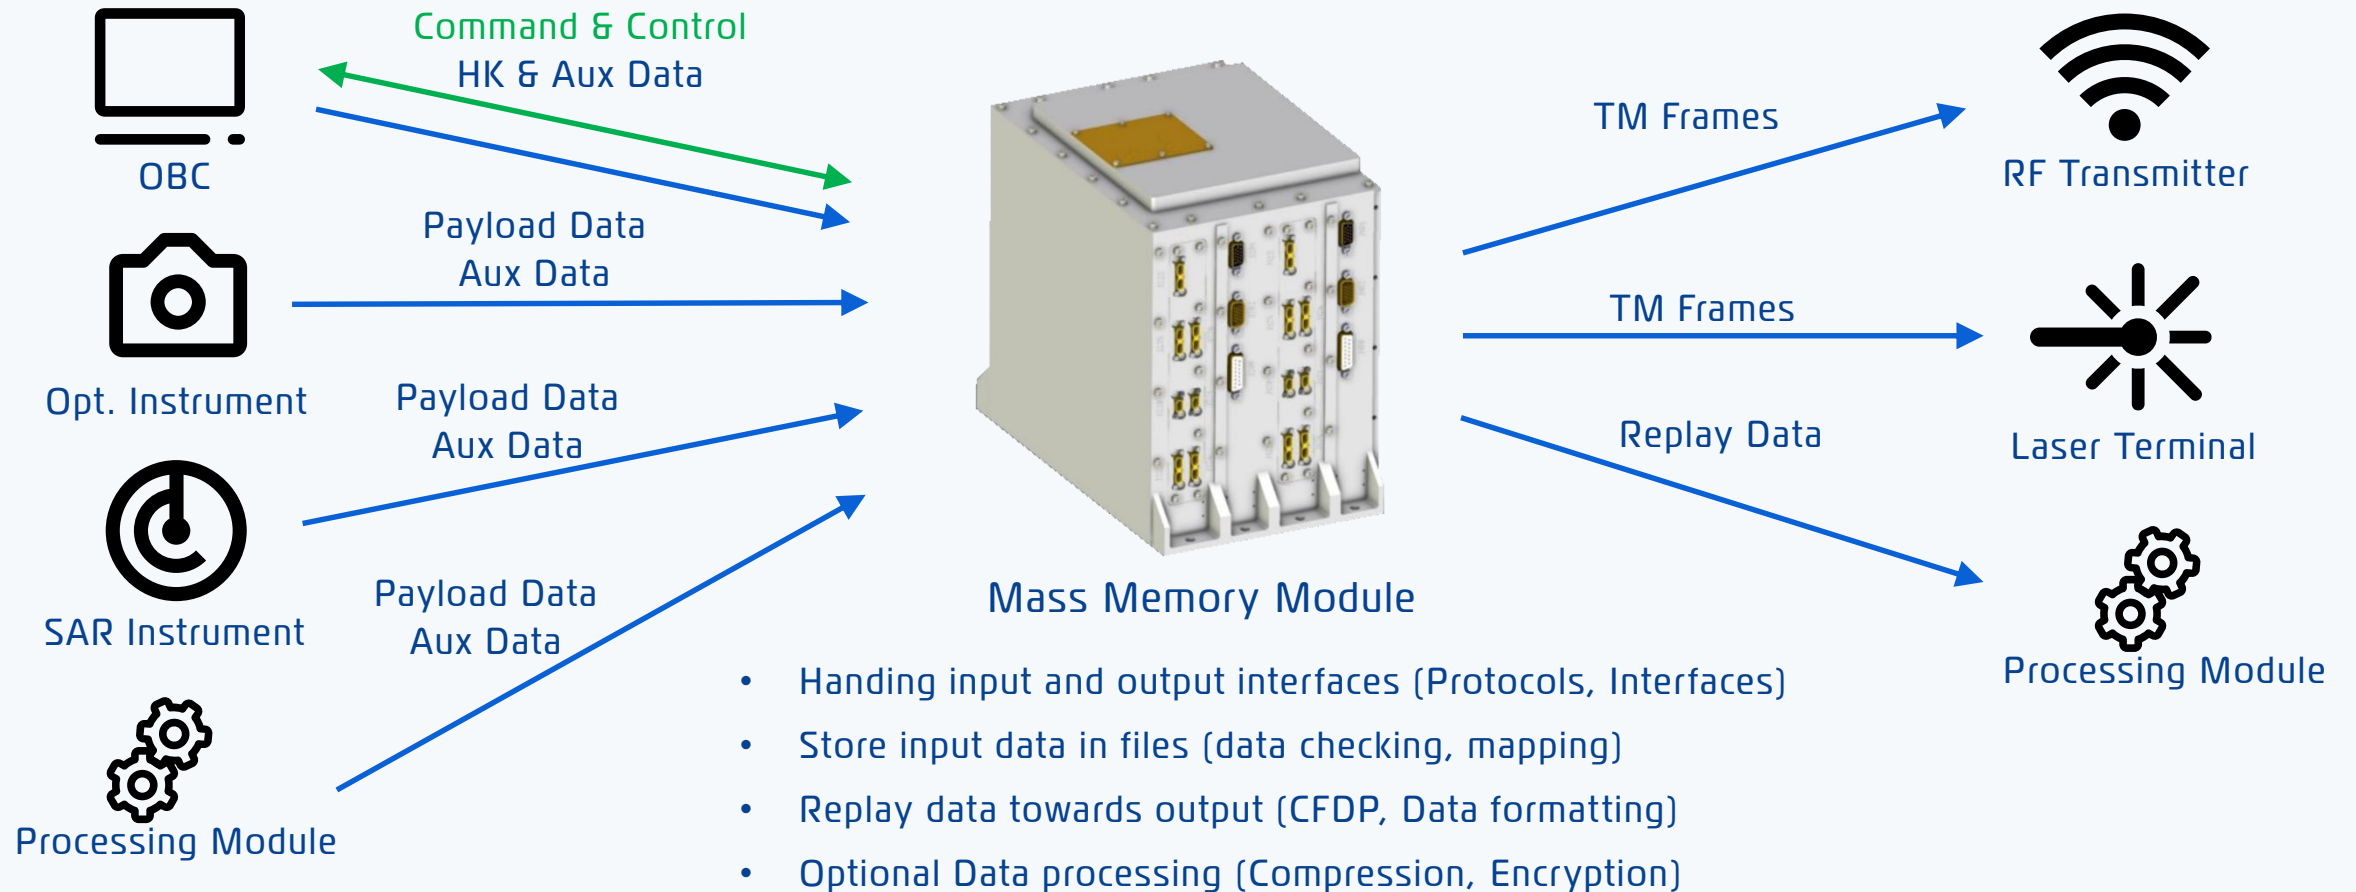 Command & Control
HK & Aux Data
OBC
Payload Data
Aux Data
Opt. Instrument
Payload Data
Aux Data
SAR Instrument
Payload Data
Aux Data
Processing Module
Mass Memory Module
TM Frames
RF Transmitter
TM Frames
Laser Terminal
Replay Data
Processing Module
• Handing input and output interfaces (Protocols, Interfaces)
• Store input data in files (data checking, mapping)
• Replay data towards output (CFDP, Data formatting)
• Optional Data processing (Compression, Encryption)